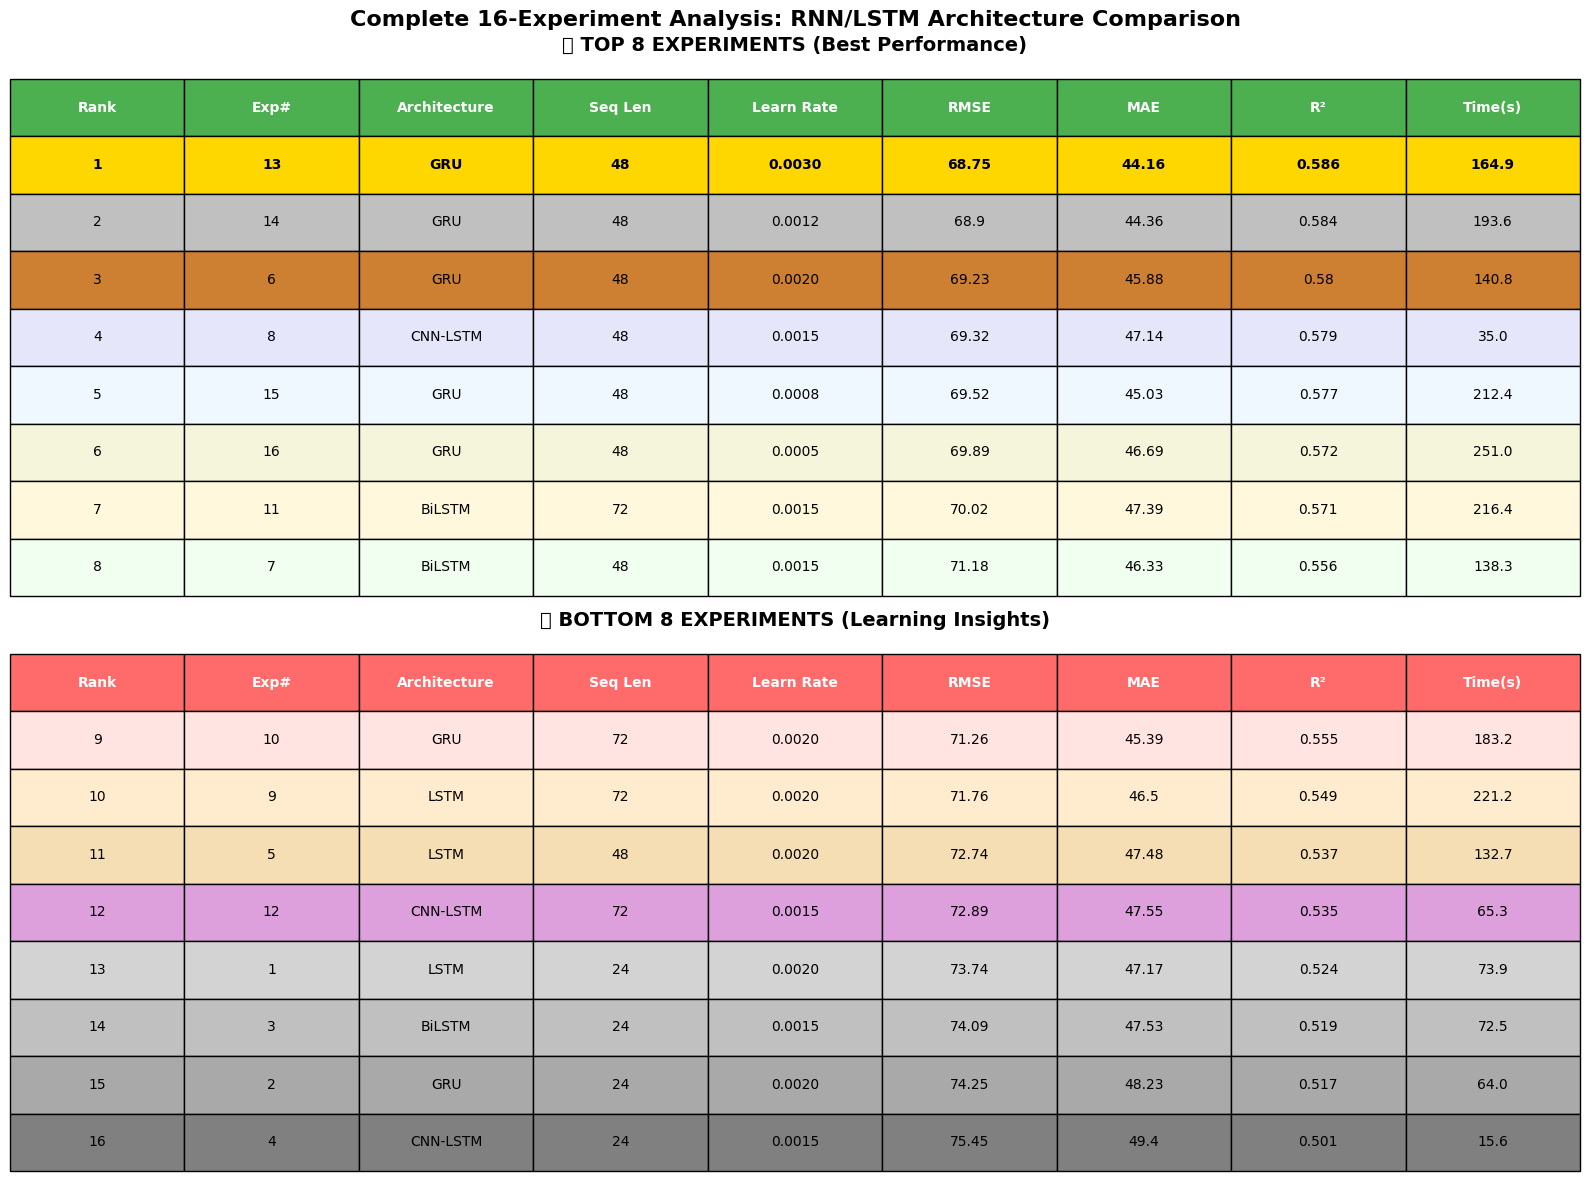 Complete 16-Experiment Analysis: RNN/LSTM Architecture Comparison
TOP 8 EXPERIMENTS (Best Performance)
Rank Exp# Architecture Seq Len Learn Rate RMSE MAE R² Time(s)
1 13 GRU 48 0.0030 68.75 44.16 0.586 164.9
2 14 GRU 48 0.0012 68.9 44.36 0.584 193.6
3 6 GRU 48 0.0020 69.23 45.88 0.58 140.8
4 8 CNN-LSTM 48 0.0015 69.32 47.14 0.579 35.0
5 15 GRU 48 0.0008 69.52 45.03 0.577 212.4
6 16 GRU 48 0.0005 69.89 46.69 0.572 251.0
7 11 BiLSTM 72 0.0015 70.02 47.39 0.571 216.4
8 7 BiLSTM 48 0.0015 71.18 46.33 0.556 138.3
BOTTOM 8 EXPERIMENTS (Learning Insights)
Rank Exp# Architecture Seq Len Learn Rate RMSE MAE R² Time(s)
9 10 GRU 72 0.0020 71.26 45.39 0.555 183.2
10 9 LSTM 72 0.0020 71.76 46.5 0.549 221.2
11 5 LSTM 48 0.0020 72.74 47.48 0.537 132.7
12 12 CNN-LSTM 72 0.0015 72.89 47.55 0.535 65.3
13 1 LSTM 24 0.0020 73.74 47.17 0.524 73.9
14 3 BiLSTM 24 0.0015 74.09 47.53 0.519 72.5
15 2 GRU 24 0.0020 74.25 48.23 0.517 64.0
16 4 CNN-LSTM 24 0.0015 75.45 49.4 0.501 15.6